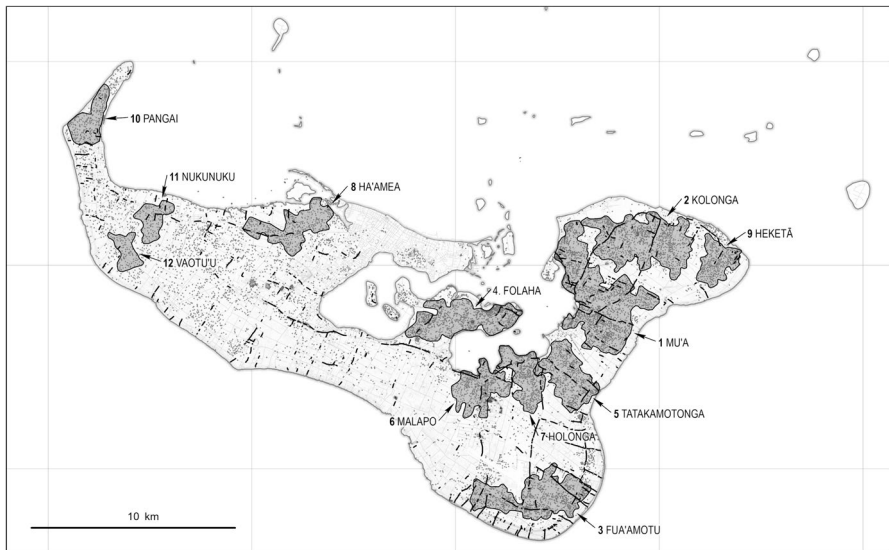 10 PANGAI
11 NUKUNUKU
8 HA'AMEA
2 KOLONGA
9 HEKETĀ
12 VAOTU'U
4. FOLAHA
1 MU'A
5 TATAKAMOTONGA
6 MALAPO
7 HOLONGA
10 km
3 FUA'AMOTU